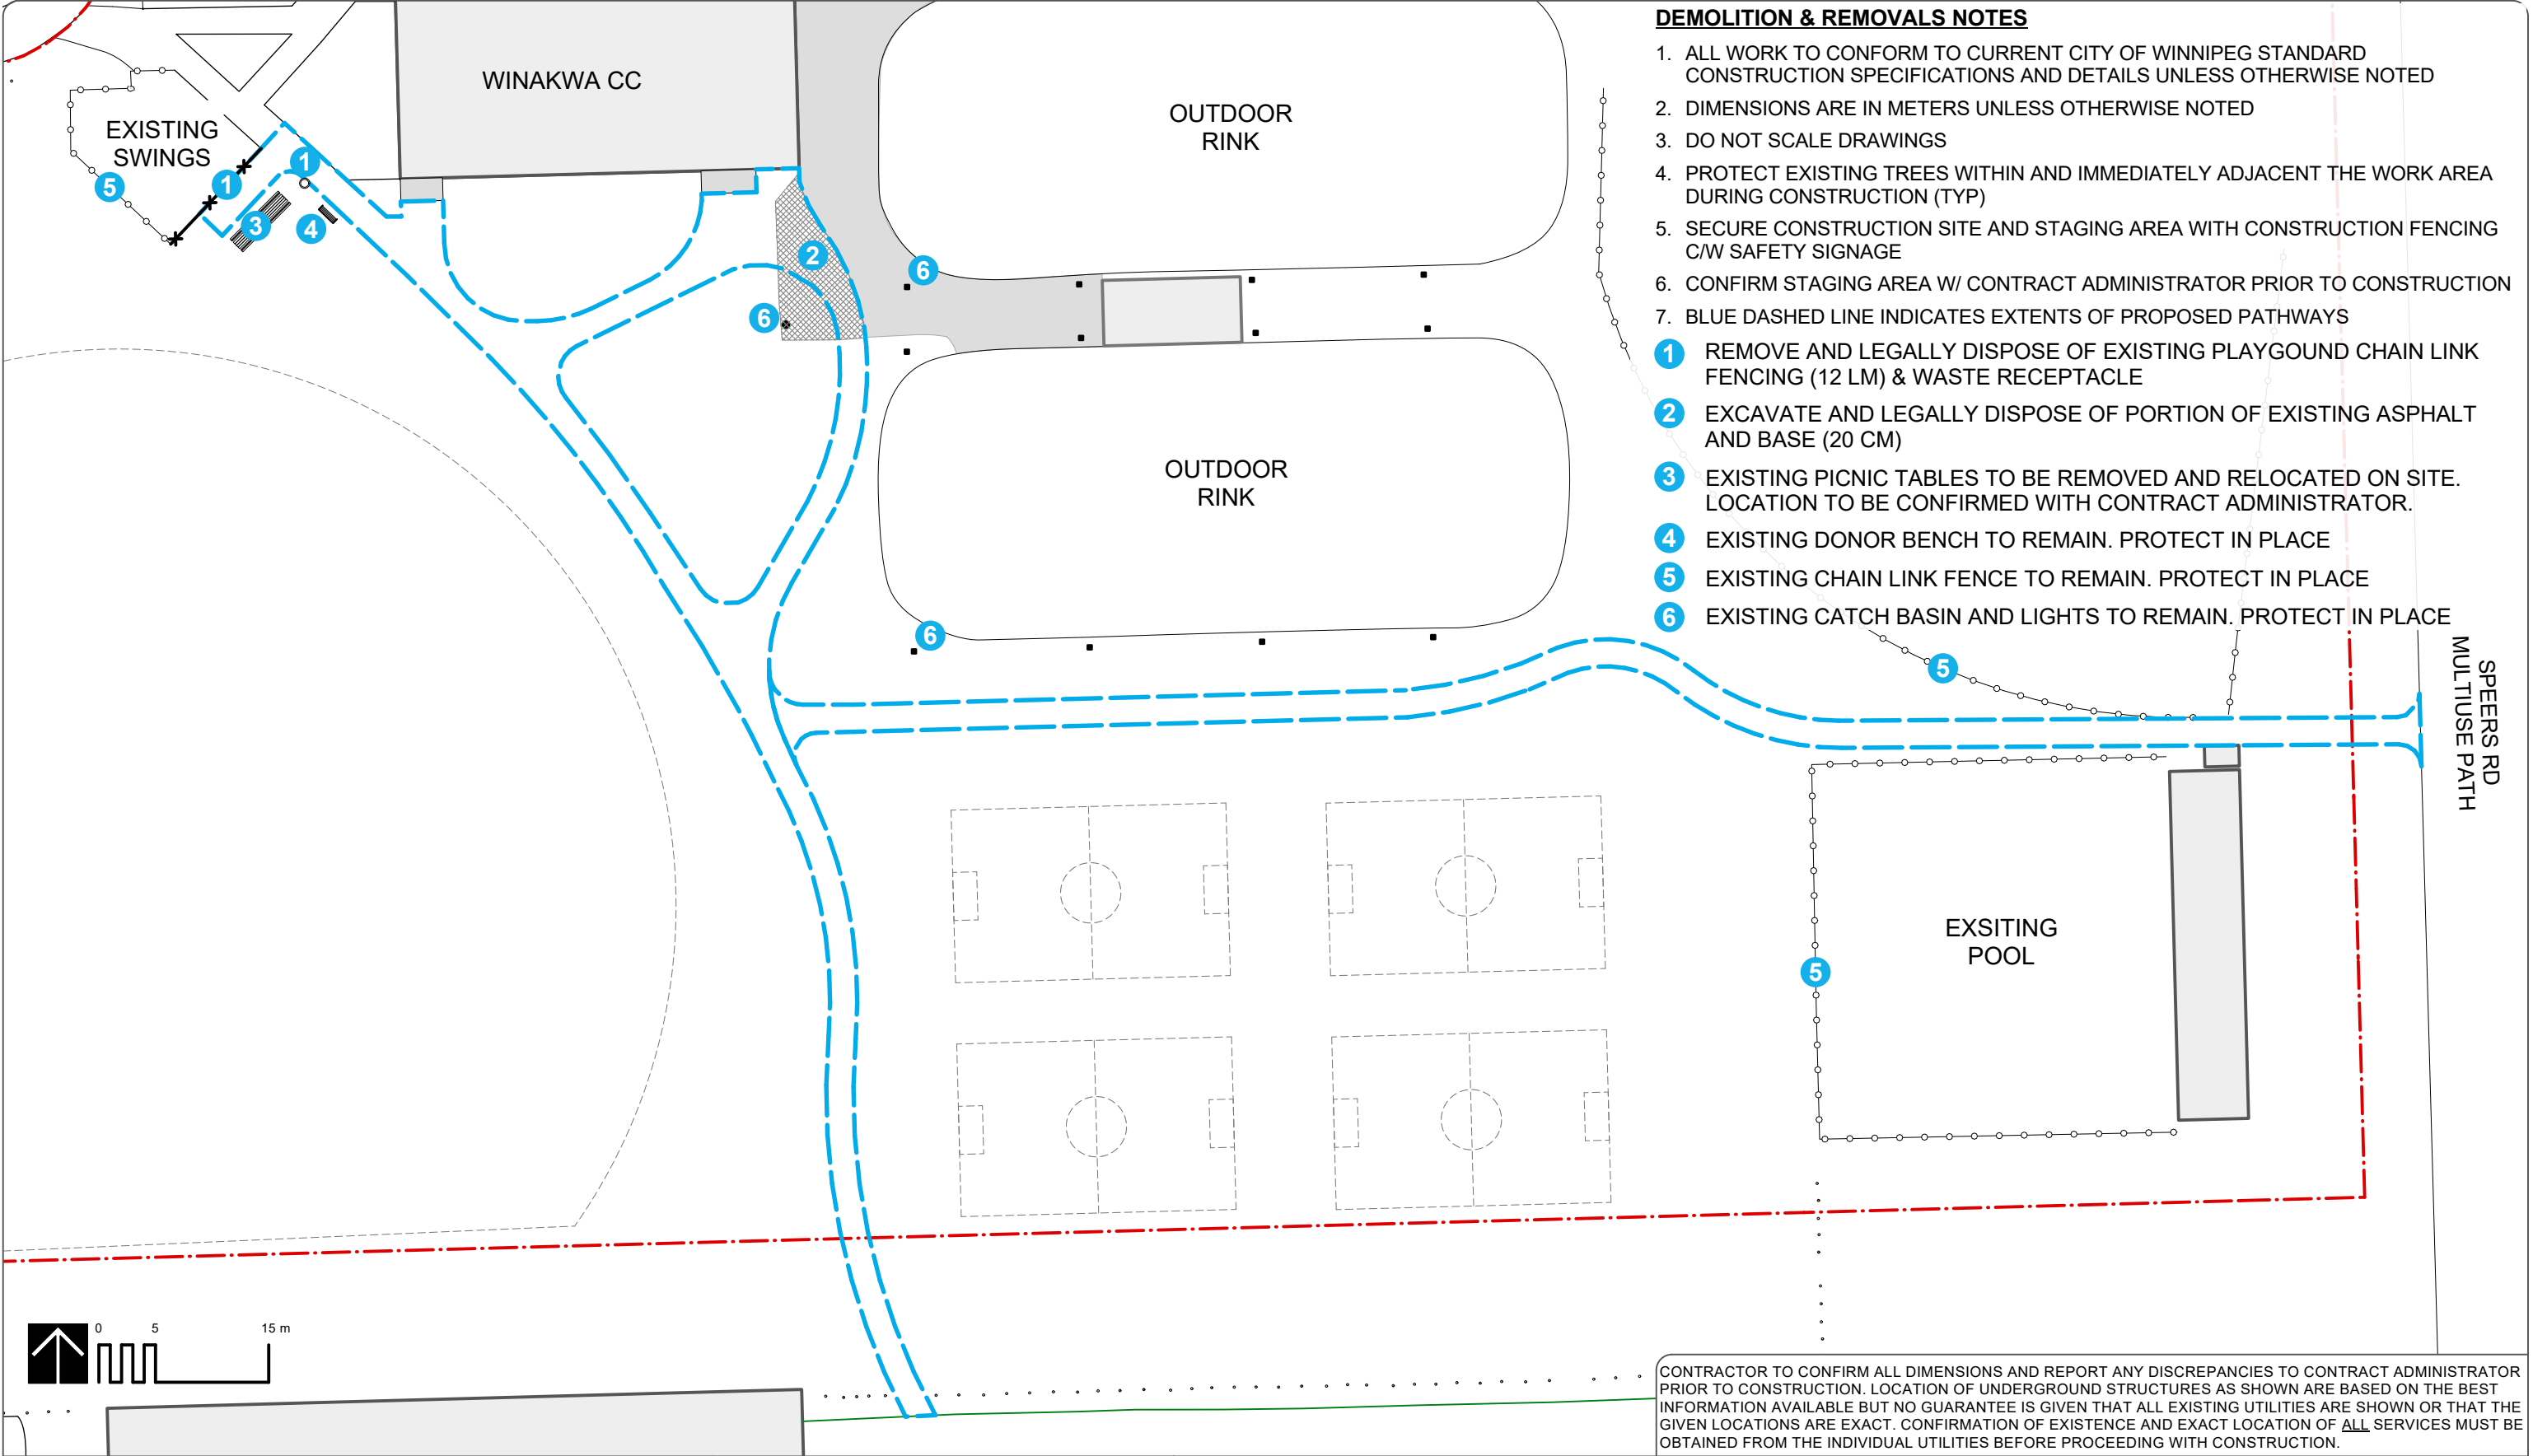 WINAKWA CC
EXISTING
SWINGS
OUTDOOR
RINK
5
1
1
3
4
2
6
6
OUTDOOR
RINK
6
DEMOLITION & REMOVALS NOTES
1. ALL WORK TO CONFORM TO CURRENT CITY OF WINNIPEG STANDARD
CONSTRUCTION SPECIFICATIONS AND DETAILS UNLESS OTHERWISE NOTED
2. DIMENSIONS ARE IN METERS UNLESS OTHERWISE NOTED
3. DO NOT SCALE DRAWINGS
4. PROTECT EXISTING TREES WITHIN AND IMMEDIATELY ADJACENT THE WORK AREA
DURING CONSTRUCTION (TYP)
5. SECURE CONSTRUCTION SITE AND STAGING AREA WITH CONSTRUCTION FENCING
C/W SAFETY SIGNAGE
6. CONFIRM STAGING AREA W/ CONTRACT ADMINISTRATOR PRIOR TO CONSTRUCTION
7. BLUE DASHED LINE INDICATES EXTENTS OF PROPOSED PATHWAYS
1 REMOVE AND LEGALLY DISPOSE OF EXISTING PLAYGOUND CHAIN LINK
FENCING (12 LM) & WASTE RECEPTACLE
2 EXCAVATE AND LEGALLY DISPOSE OF PORTION OF EXISTING ASPHALT
AND BASE (20 CM)
3 EXISTING PICNIC TABLES TO BE REMOVED AND RELOCATED ON SITE.
LOCATION TO BE CONFIRMED WITH CONTRACT ADMINISTRATOR.
4 EXISTING DONOR BENCH TO REMAIN. PROTECT IN PLACE
5 EXISTING CHAIN LINK FENCE TO REMAIN. PROTECT IN PLACE
6 EXISTING CATCH BASIN AND LIGHTS TO REMAIN. PROTECT IN PLACE
5
SPEERS RD
MULTIUSE PATH
EXSITING
POOL
5
0 5 15 m
CONTRACTOR TO CONFIRM ALL DIMENSIONS AND REPORT ANY DISCREPANCIES TO CONTRACT ADMINISTRATOR
PRIOR TO CONSTRUCTION. LOCATION OF UNDERGROUND STRUCTURES AS SHOWN ARE BASED ON THE BEST
INFORMATION AVAILABLE BUT NO GUARANTEE IS GIVEN THAT ALL EXISTING UTILITIES ARE SHOWN OR THAT THE
GIVEN LOCATIONS ARE EXACT. CONFIRMATION OF EXISTENCE AND EXACT LOCATION OF ALL SERVICES MUST BE
OBTAINED FROM THE INDIVIDUAL UTILITIES BEFORE PROCEEDING WITH CONSTRUCTION.